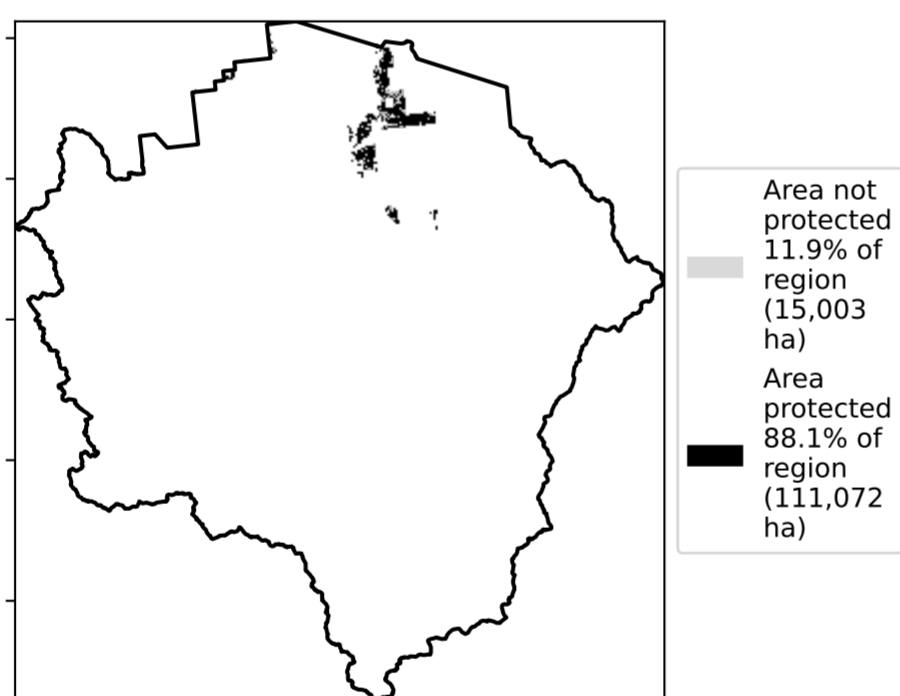 Area not
protected
11.9% of
region
(15,003
ha)
Area
protected
88.1% of
region
(111,072
ha)